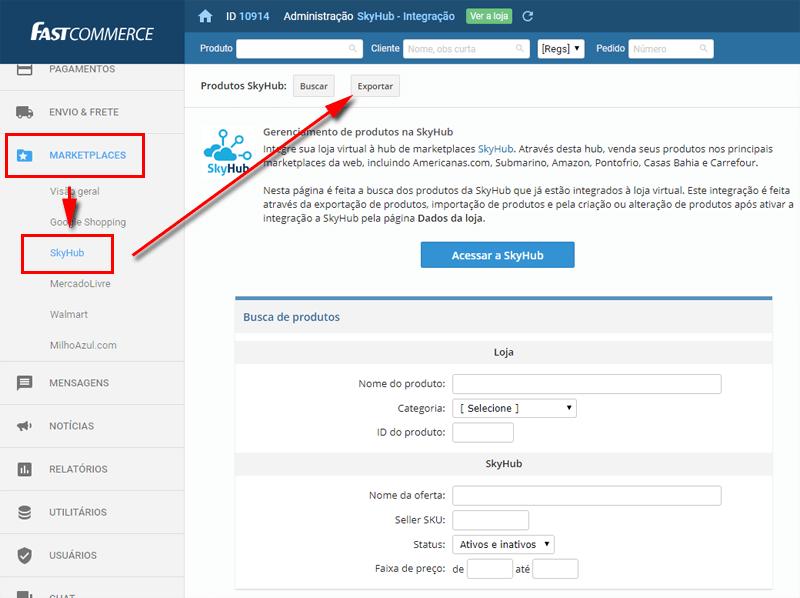 FASTCOMMERCE
ID 10914 Administração SkyHub - Integração Ver a loja
Produto Cliente Nome, obs curta [Regs] Pedido Número
PAGAMENTOS
ENVIO & FRETE
MARKETPLACES
Visão geral
Google Shopping
SkyHub
MercadoLivre
Walmart
MilhoAzul.com
MENSAGENS
NOTÍCIAS
RELATÓRIOS
UTILITÁRIOS
USUÁRIOS
CHAT
Produtos SkyHub: Buscar Exportar
SkyHub
Gerenciamento de produtos na SkyHub
Integre sua loja virtual à hub de marketplaces SkyHub. Através desta hub, venda seus produtos nos principais
marketplaces da web, incluindo Americanas.com, Submarino, Amazon, Pontofrio, Casas Bahia e Carrefour.
Nesta página é feita a busca dos produtos da SkyHub que já estão integrados à loja virtual. Este integração é feita
através da exportação de produtos, importação de produtos e pela criação ou alteração de produtos após ativar a
integração a SkyHub pela página Dados da loja.
Acessar a SkyHub
Busca de produtos
Loja
Nome do produto:
Categoria: [ Selecione ]
ID do produto:
SkyHub
Nome da oferta:
Seller SKU:
Status: Ativos e inativos
Faixa de preço: de até